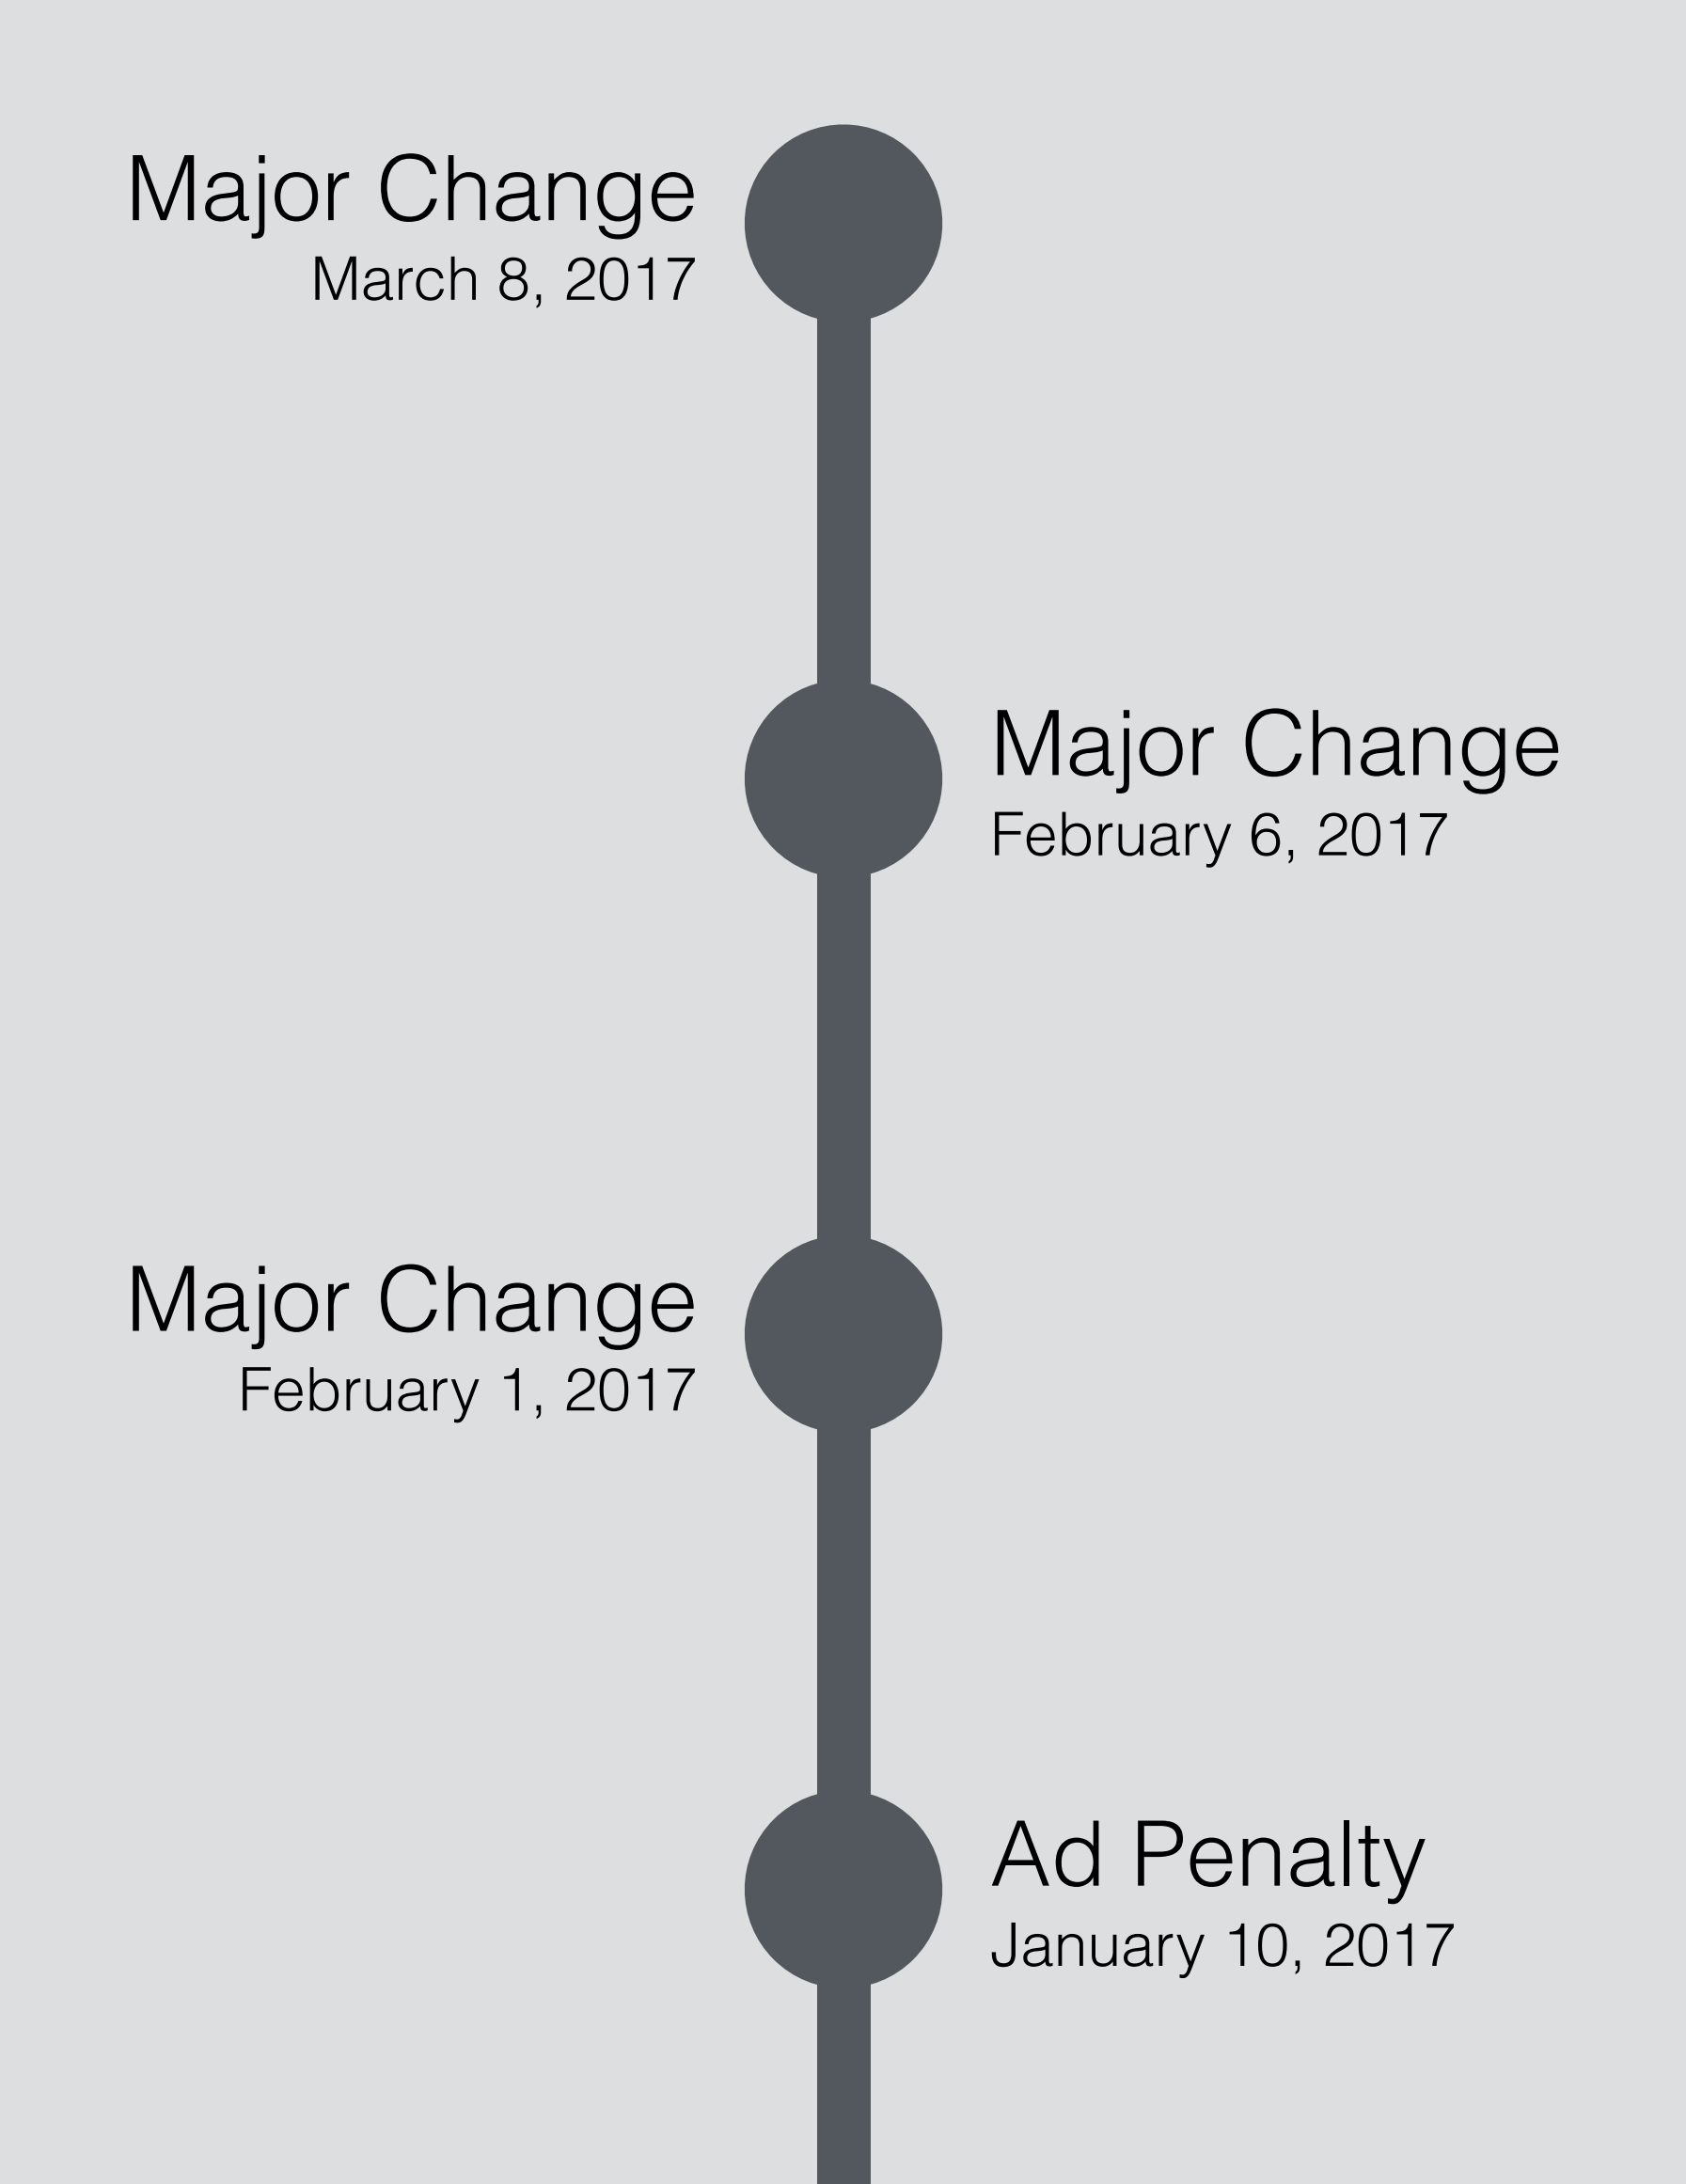 Major Change
March 8, 2017
Major Change
February 6, 2017
Major Change
February 1, 2017
Ad Penalty
January 10, 2017